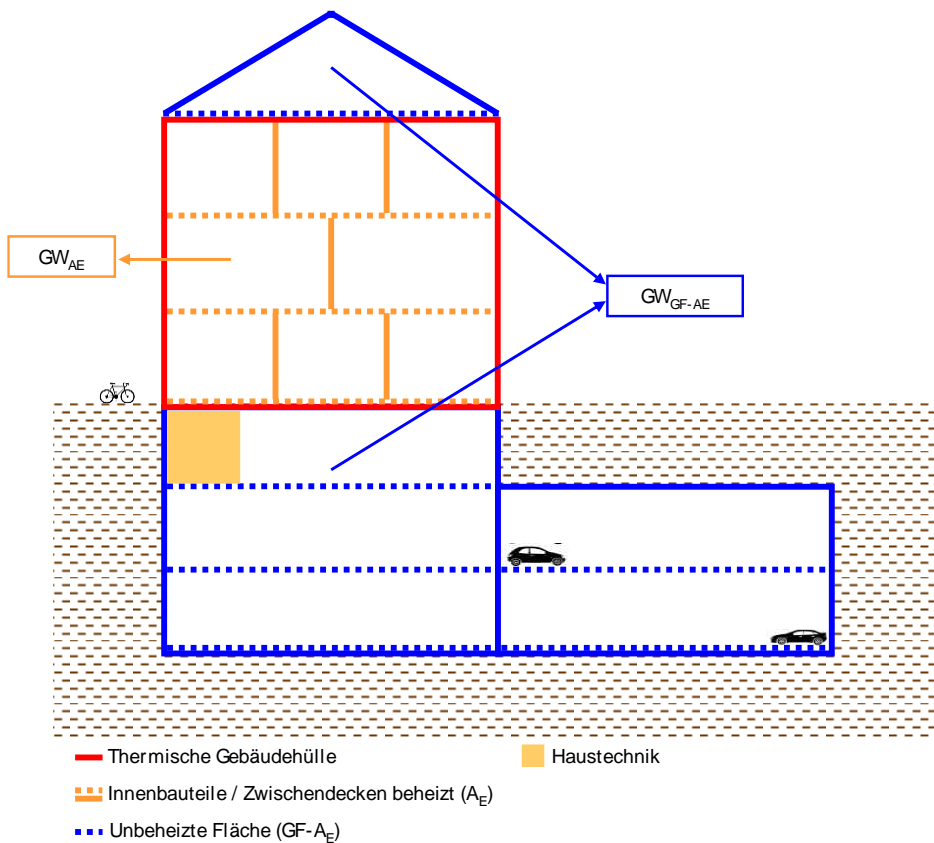 GW_AE
GW_GF-AE
Thermische Gebäudehülle
Haustechnik
Innenbauteile / Zwischendecken beheizt (A_E)
Unbeheizte Fläche (GF-A_E)